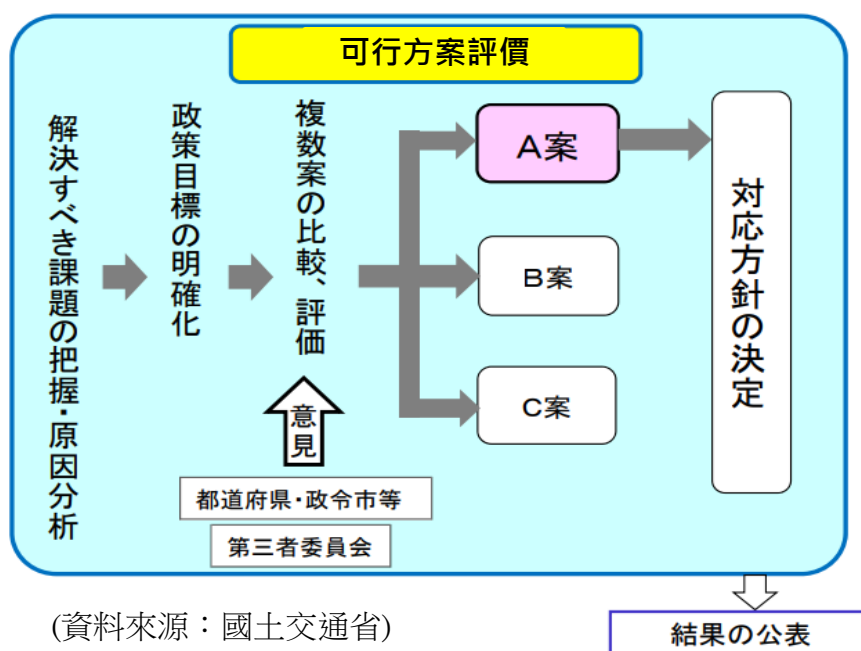 可行方案評價
解決すべき課題の把握・原因分析
政策目標の明確化
複数案の比較、評価
A案
B案
C案
対応方針の決定
意見
都道府県・政令市等
第三者委員会
(資料來源：國土交通省)
結果の公表